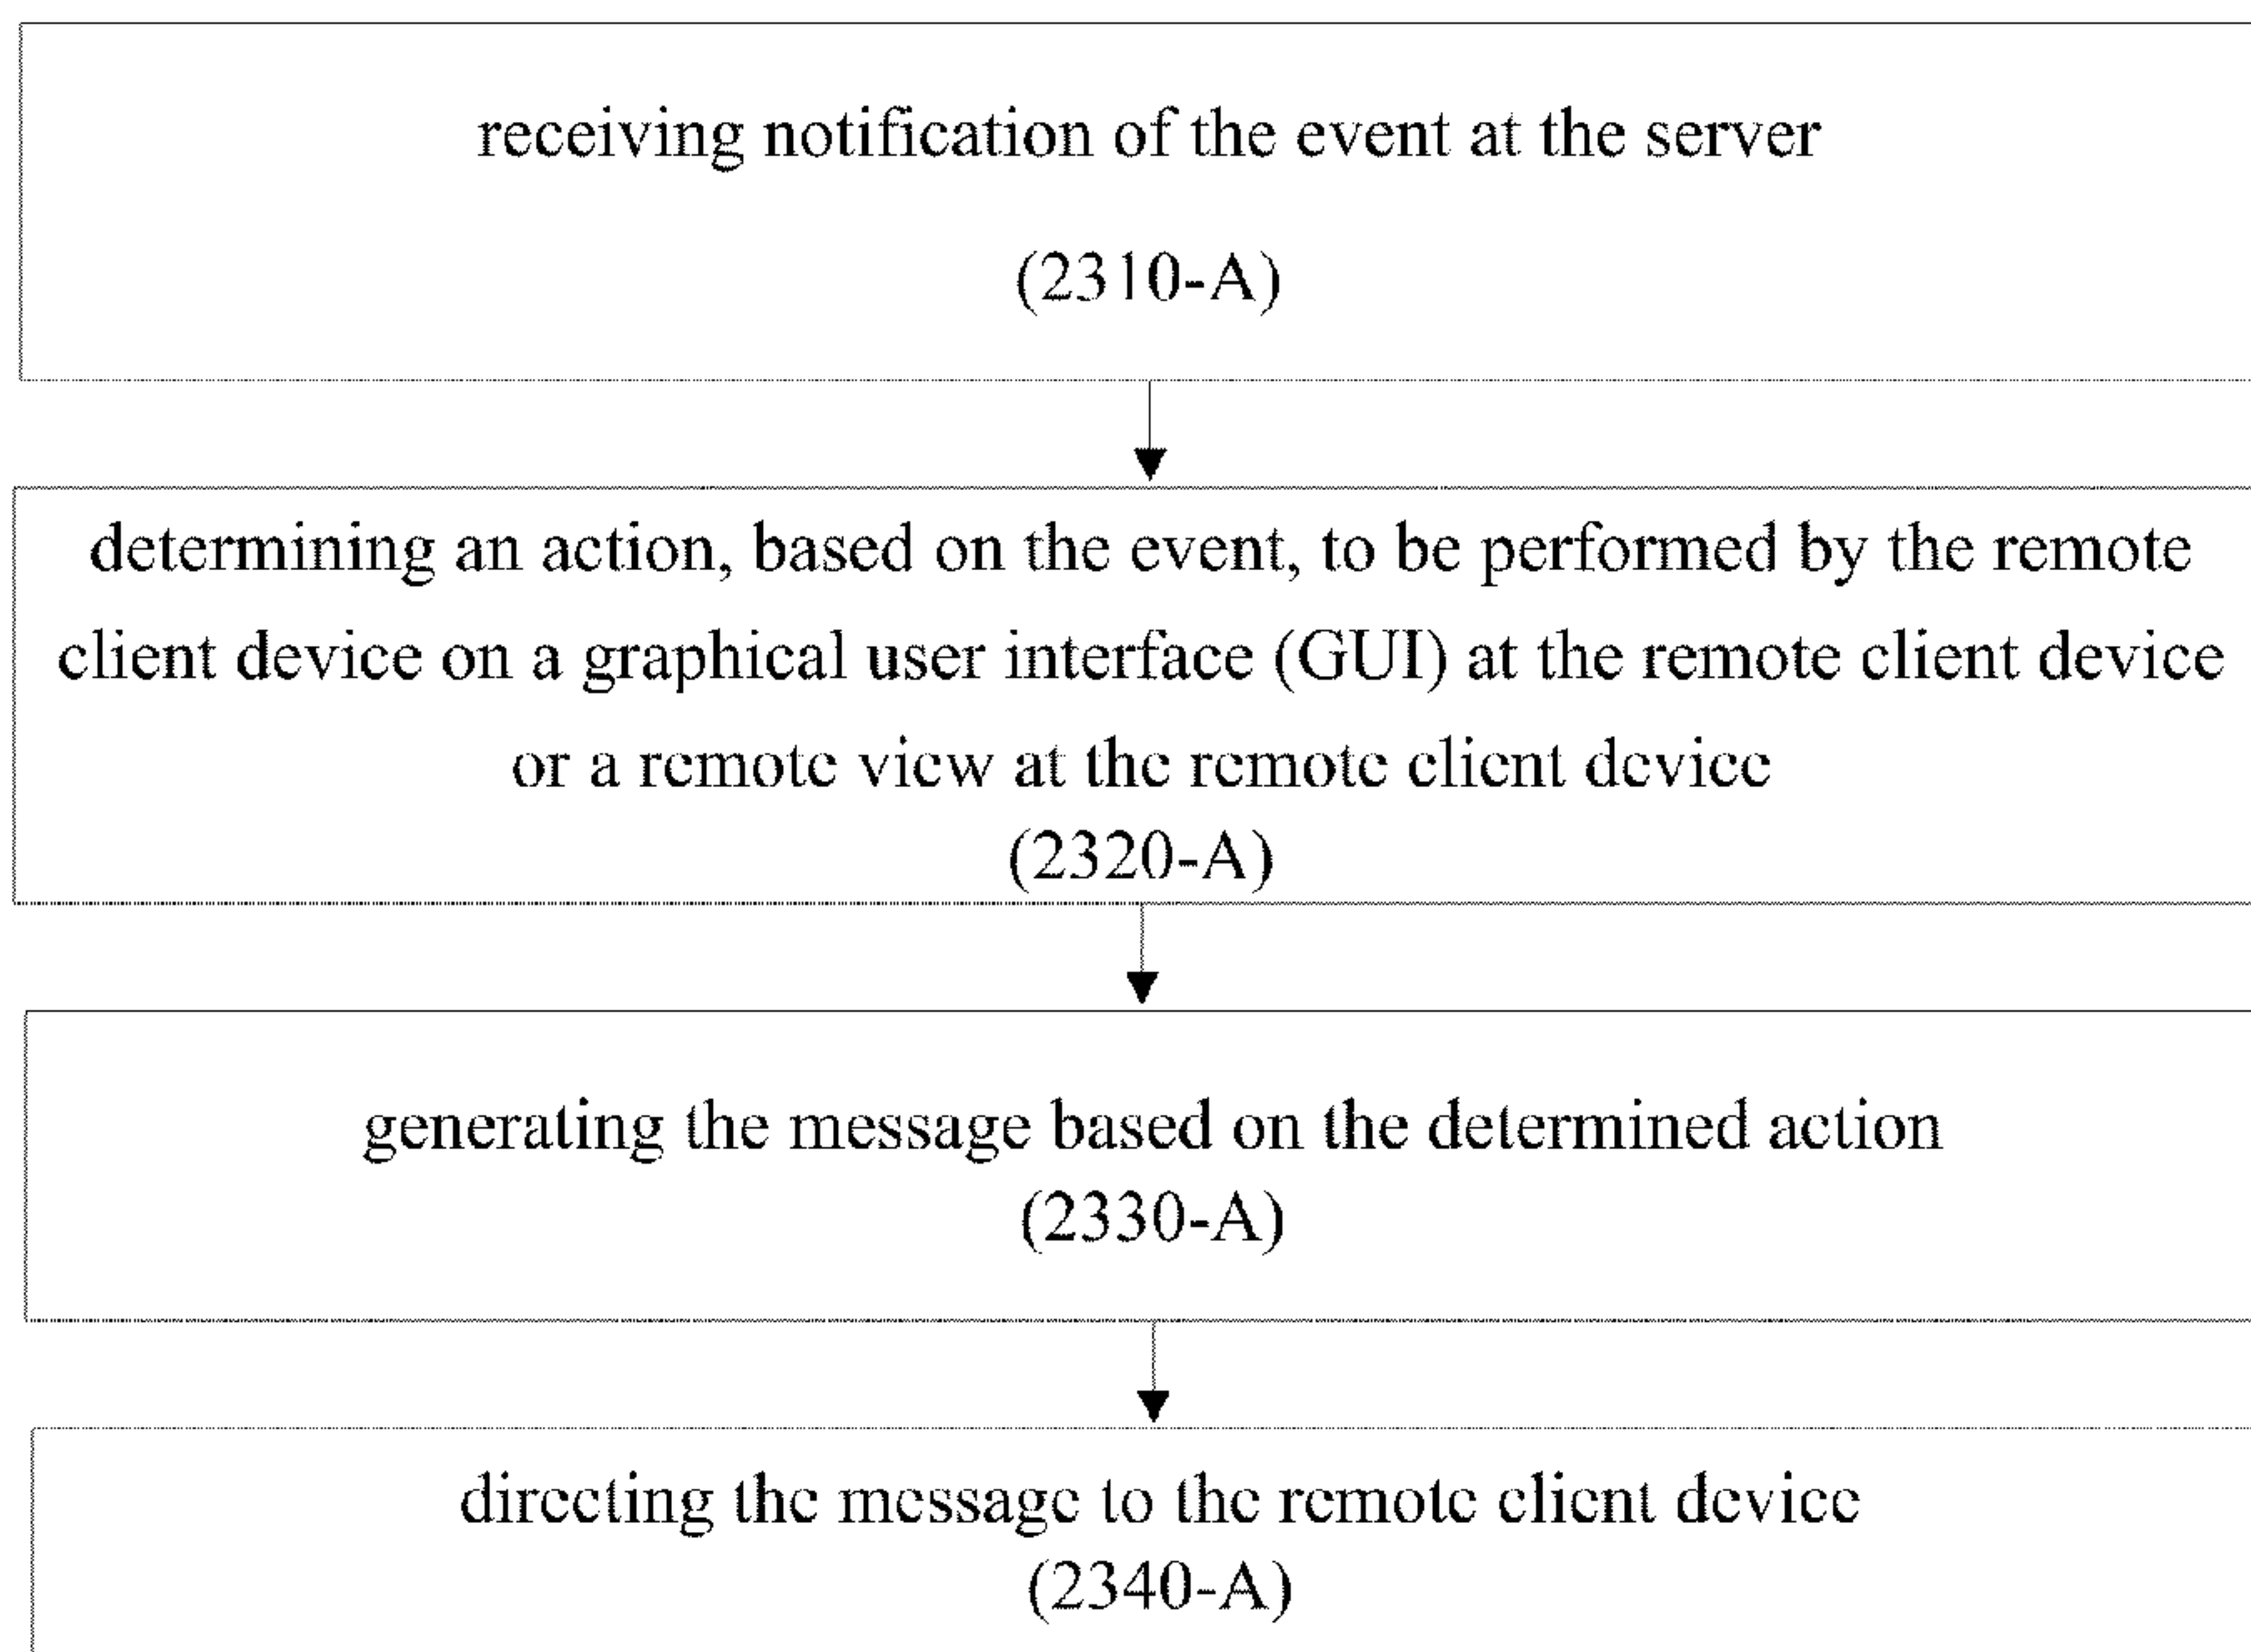 receiving notification of the event at the server
(2310-A)
determining an action, based on the event, to be performed by the remote
client device on a graphical user interface (GUI) at the remote client device
or a remote view at the remote client device
(2320-A)
generating the message based on the determined action
(2330-A)
directing the message to the remote client device
(2340-A)